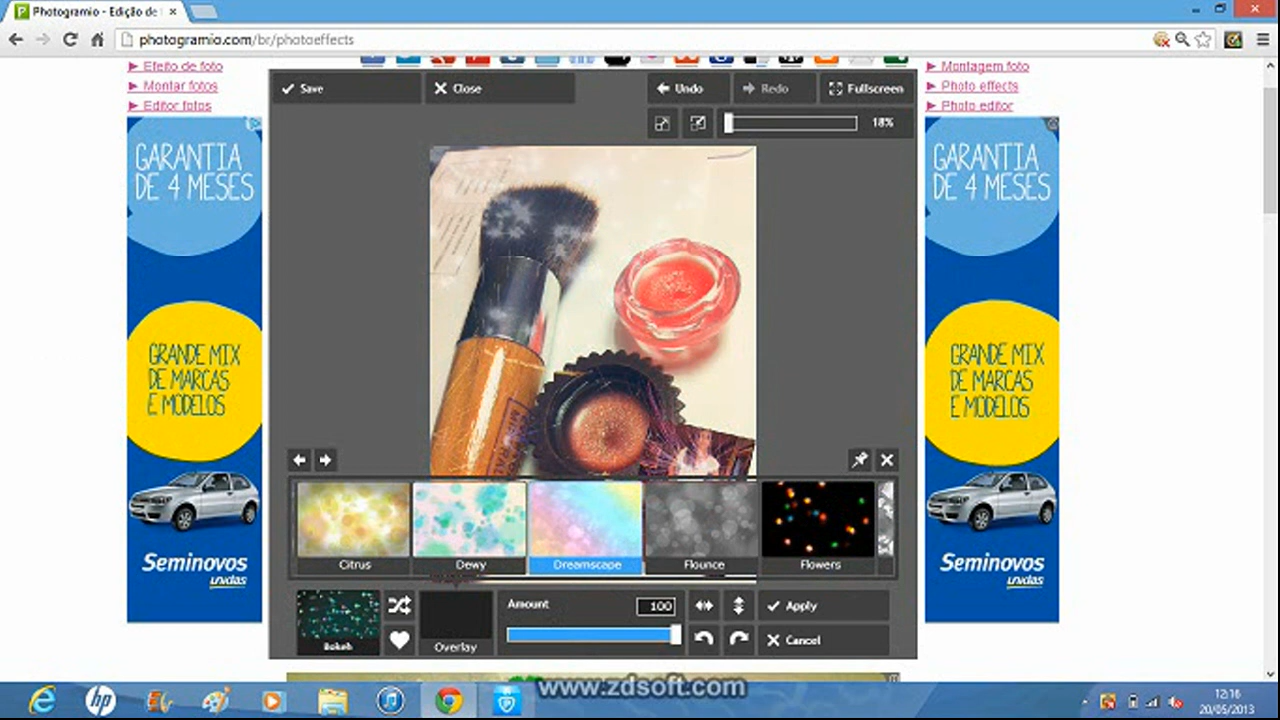 Photogramio - Edição de
photogramio.com/br/photoeffects
► Efeito de foto
► Montar fotos
► Editor fotos
► Montagem foto
► Photo effects
► Photo editor
Save
Close
Undo
Redo
Fullscreen
18%
GARANTIA
DE 4 MESES
GRANDE MIX
DE MARCAS
E MODELOS
Seminovos
unidas
GARANTIA
DE 4 MESES
GRANDE MIX
DE MARCAS
E MODELOS
Seminovos
unidas
Citrus
Dewy
Dreamscape
Flounce
Flowers
Bokeh
Overlay
Amount
100
Apply
Cancel
www.zdsoft.com
12:16
20/05/2013